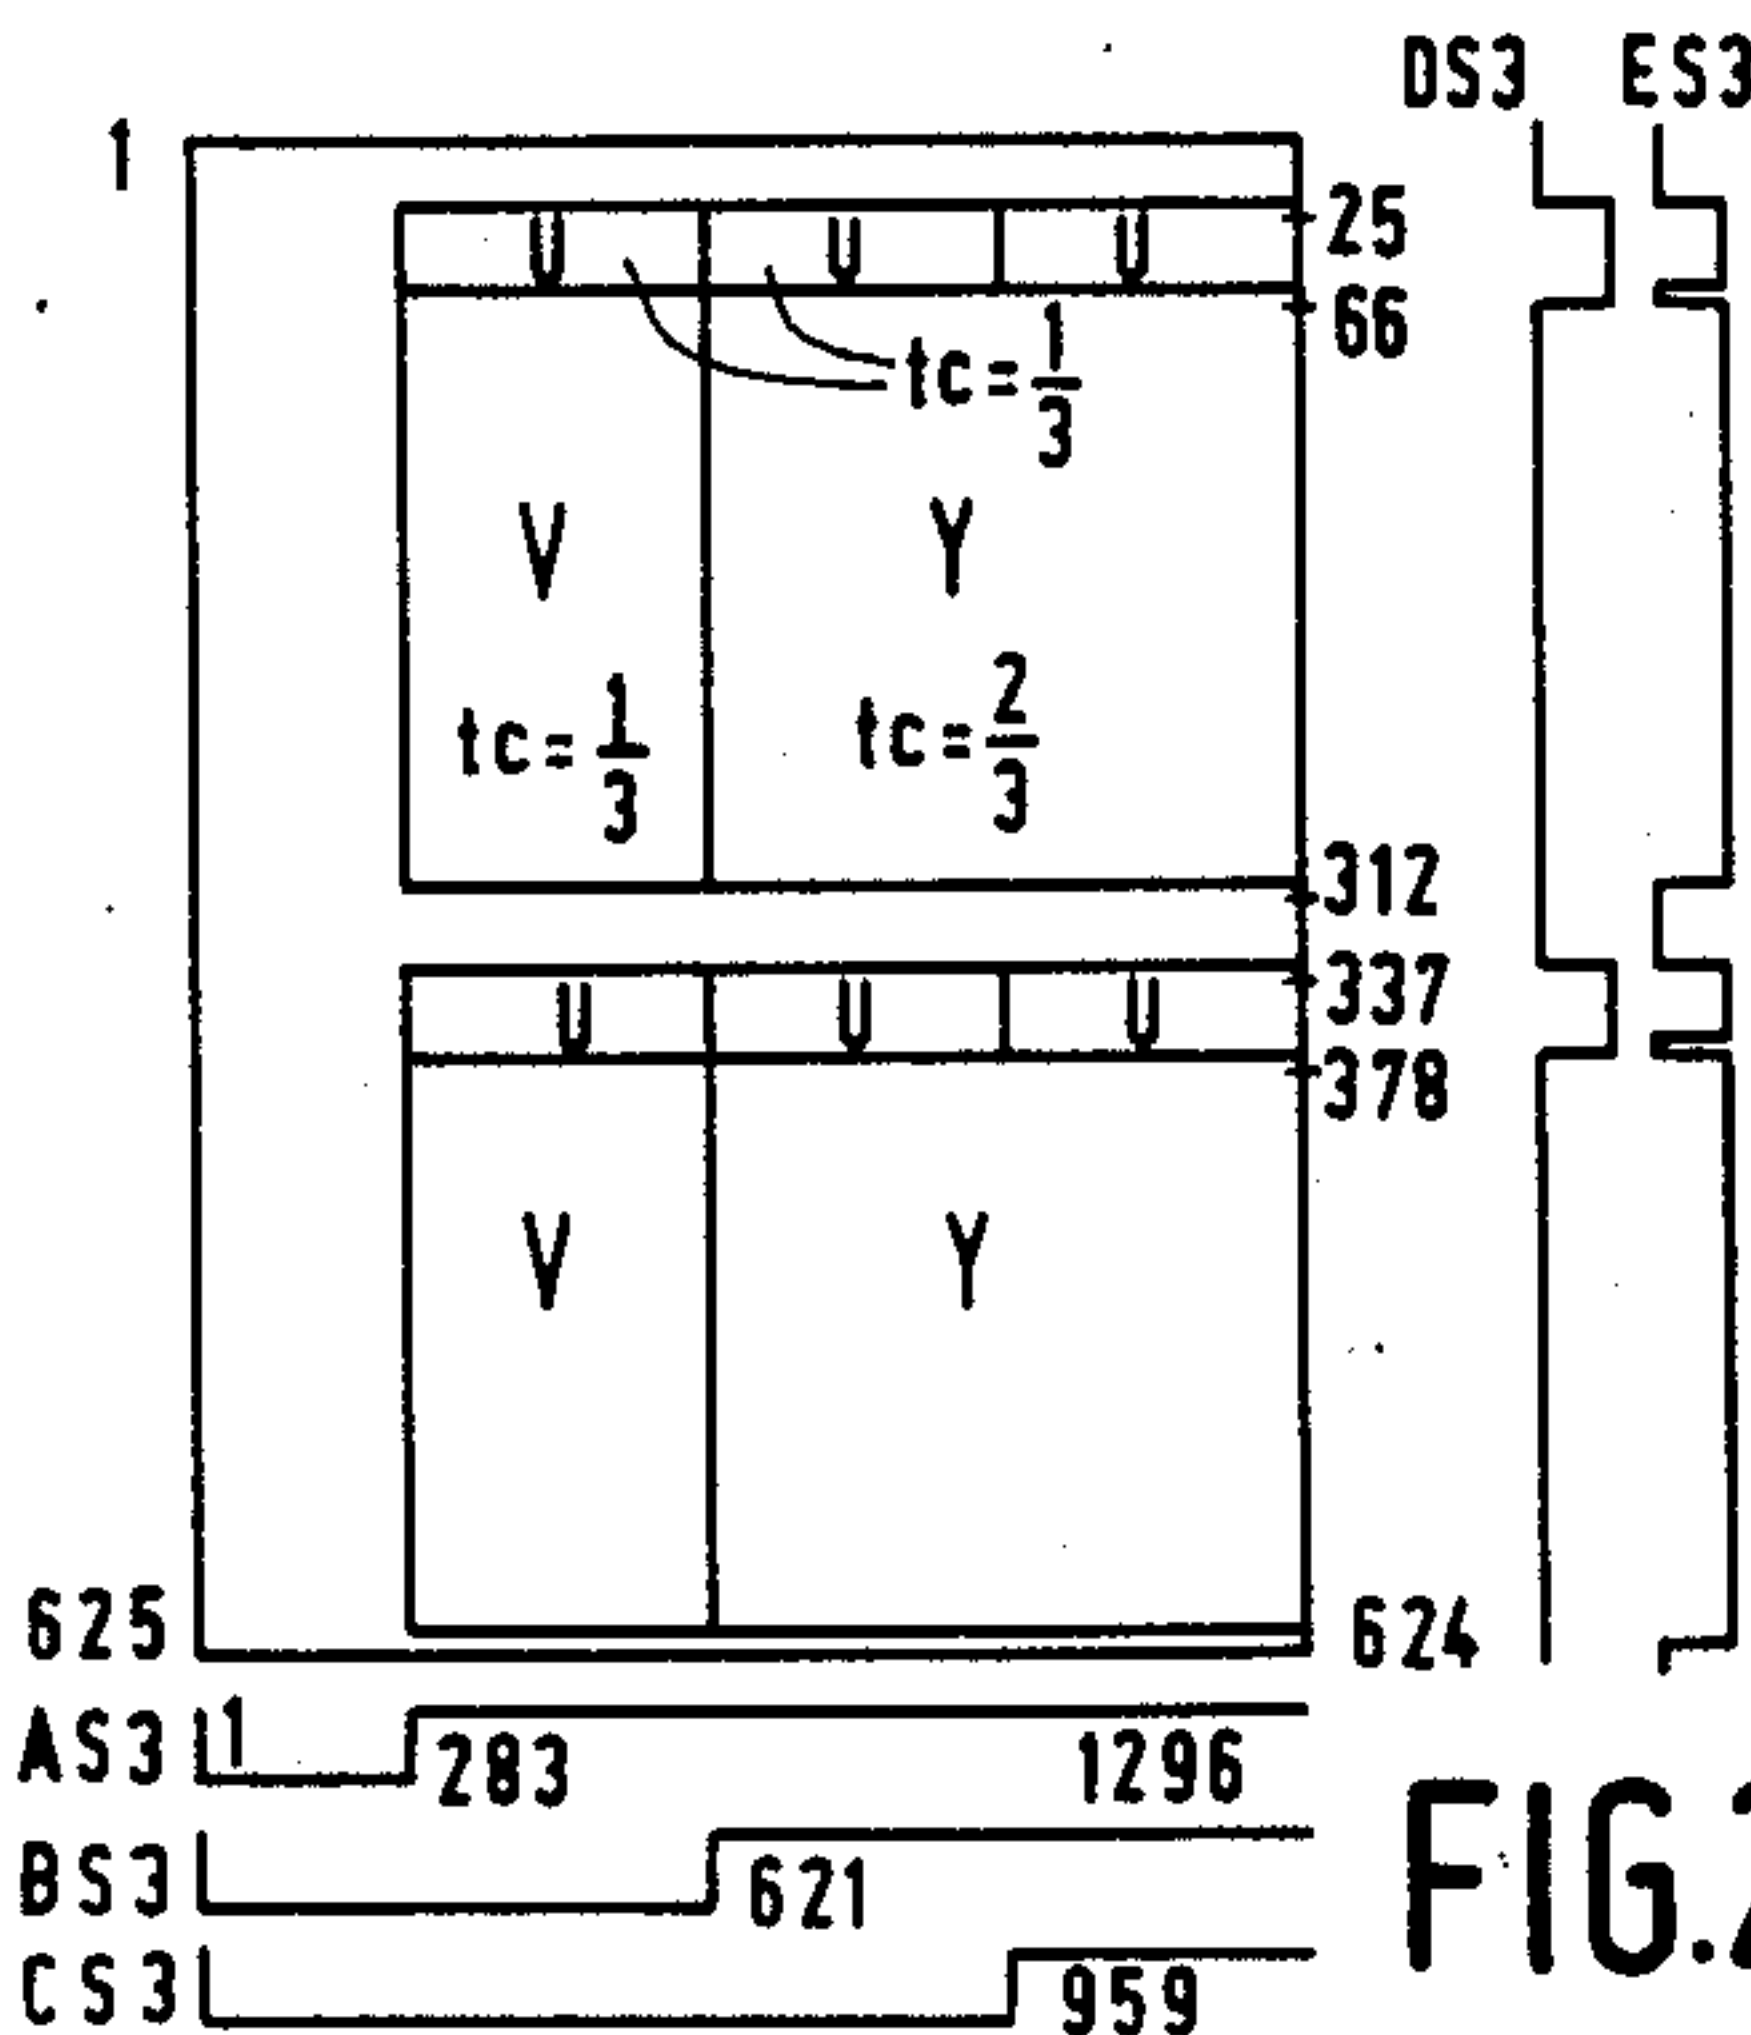 DS3 ES3
1
25
U U U
66
tc=1/3
V Y
tc=1/3 tc=2/3
312
337
U U U
378
V Y
625 624
AS3 1 283 1296
BS3 621
CS3 959
FIG.